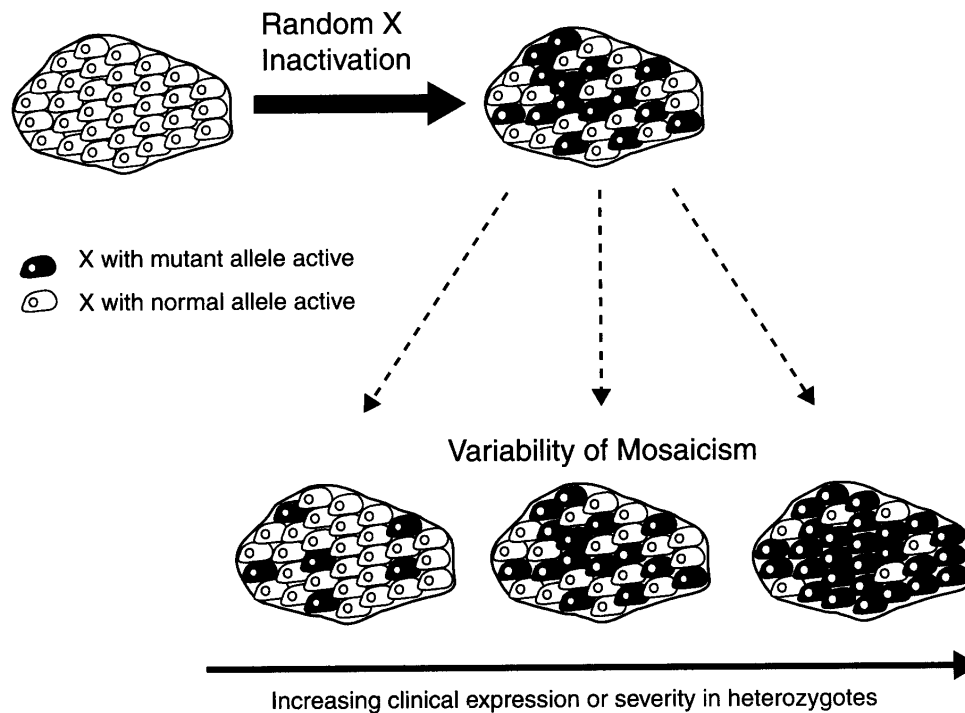 Random X
Inactivation
X with mutant allele active
X with normal allele active
Variability of Mosaicism
Increasing clinical expression or severity in heterozygotes